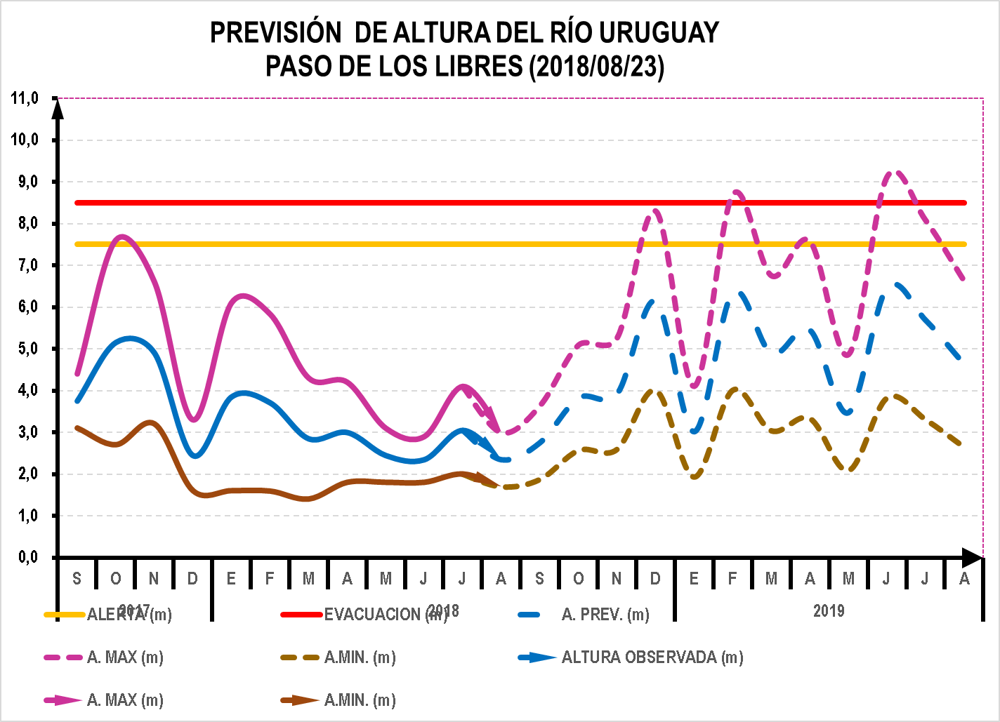 PREVISIÓN DE ALTURA DEL RÍO URUGUAY
PASO DE LOS LIBRES (2018/08/23)
11,0
10,0
9,0
8,0
7,0
6,0
5,0
4,0
3,0
2,0
1,0
0,0
S O N D E F M A M J J A S O N D E F M A M J J A
2017 2018 2019
ALERTA (m) EVACUACION (m) A. PREV. (m)
A. MAX (m) A.MIN. (m) ALTURA OBSERVADA (m)
A. MAX (m) A.MIN. (m)